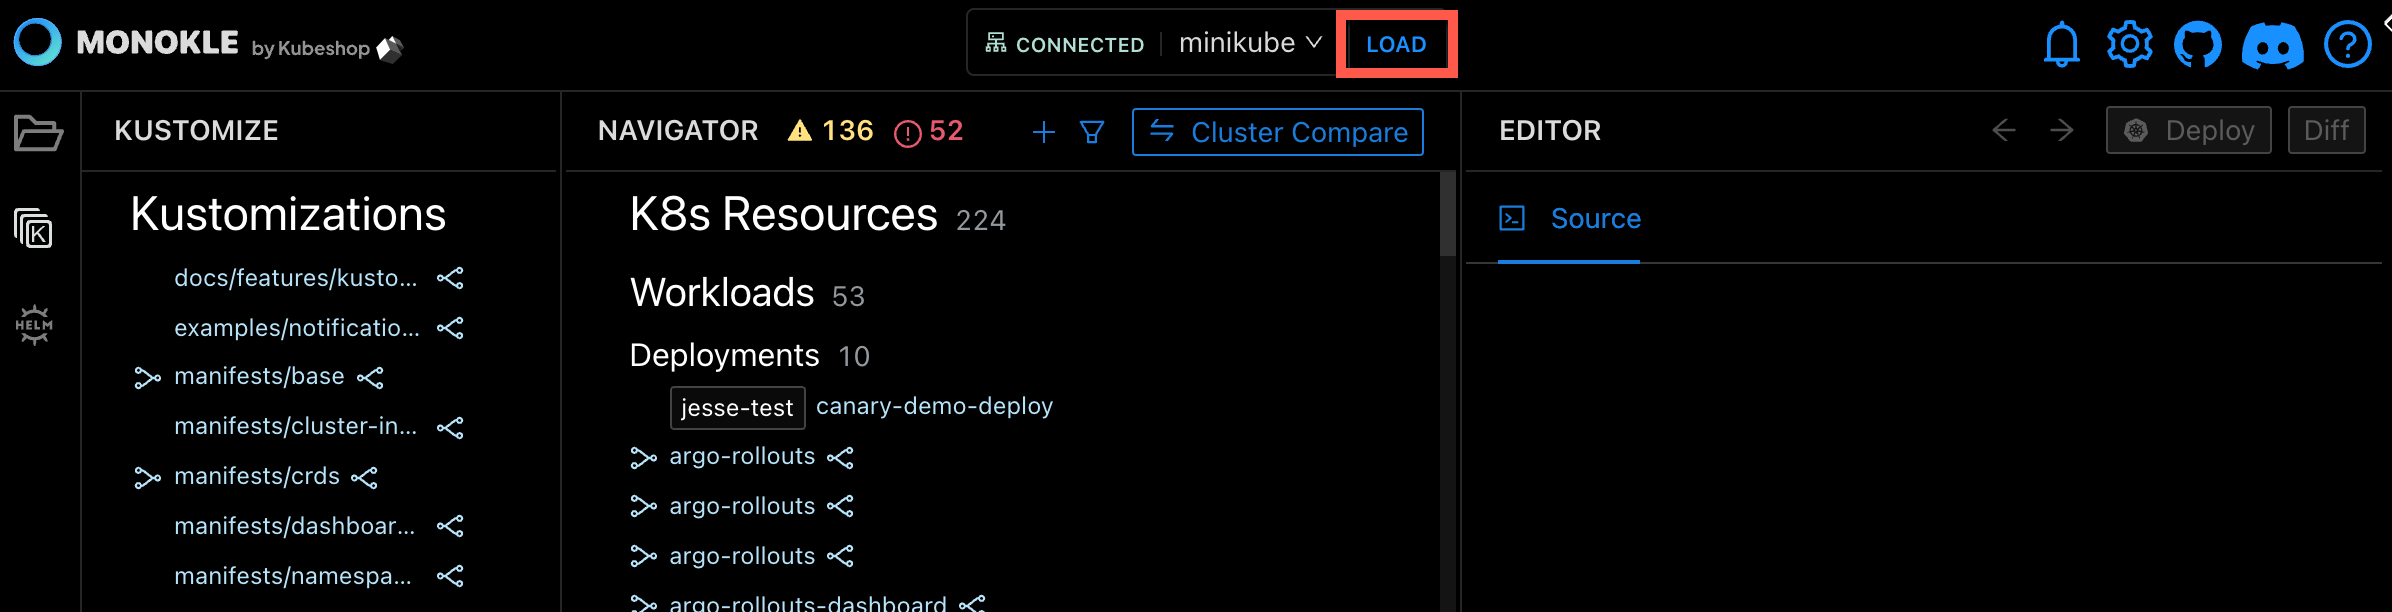 MONOKLE by Kubeshop
CONNECTED minikube LOAD
KUSTOMIZE
Kustomizations
docs/features/kusto...
examples/notificatio...
manifests/base
manifests/cluster-in...
manifests/crds
manifests/dashboar...
manifests/namespa...
K
HELM
NAVIGATOR 136 52 Cluster Compare
K8s Resources 224
Workloads 53
Deployments 10
jesse-test canary-demo-deploy
argo-rollouts
argo-rollouts
argo-rollouts
argo-rollouts-dashboard
EDITOR Deploy Diff
Source